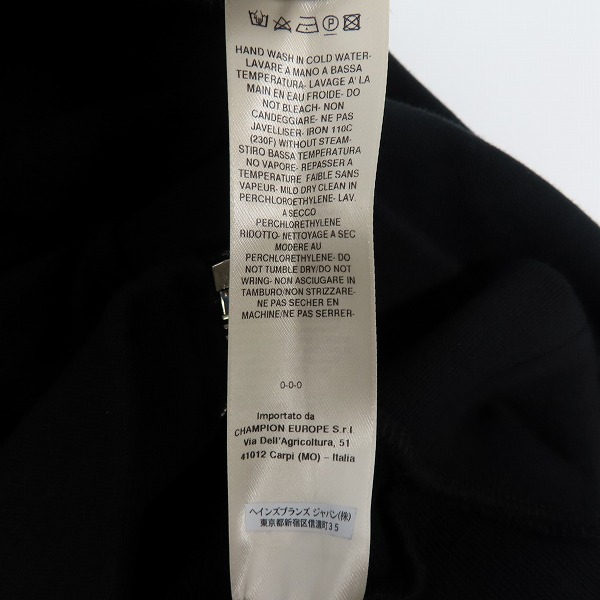 HAND WASH IN COLD WATER-
LAVARE A MANO A BASSA
TEMPERATURA- LAVAGE A' LA
MAIN EN EAU FROIDE- DO
NOT BLEACH- NON
CANDEGGIARE- NE PAS
JAVELLISER- IRON 110C
(230F) WITHOUT STEAM-
STIRO BASSA TEMPERATURA
NO VAPORE- REPASSER A
TEMPERATURE FAIBLE SANS
VAPEUR- MILD DRY CLEAN IN
PERCHLOROETHYLENE- LAV.
A SECCO
PERCHLORETHYLENE
RIDOTTO- NETTOYAGE A SEC
MODERE AU
PERCHLORETHYLENE- DO
NOT TUMBLE DRY/DO NOT
WRING- NON ASCIUGARE IN
TAMBURO/NON STRIZZARE-
NE PAS SECHER EN
MACHINE/NE PAS SERRER-
0-0-0
Importato da
CHAMPION EUROPE S.r.l
Via Dell'Agricoltura, 51
41012 Carpi (MO) – Italia
ヘインズブランズ ジャパン(株)
東京都新宿区信濃町35